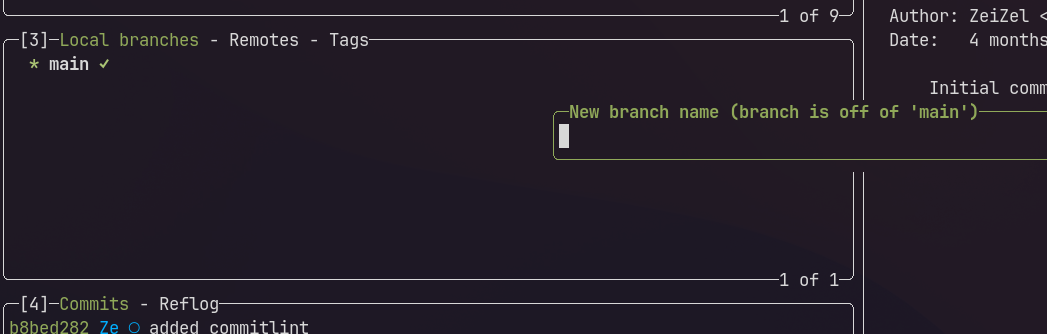 1 of 9
Author: ZeiZel <
Date: 4 months
[3] Local branches - Remotes - Tags
* main ✓
Initial comm
New branch name (branch is off of 'main')
1 of 1
[4] Commits - Reflog
b8bed282 Ze ○ added commitlint